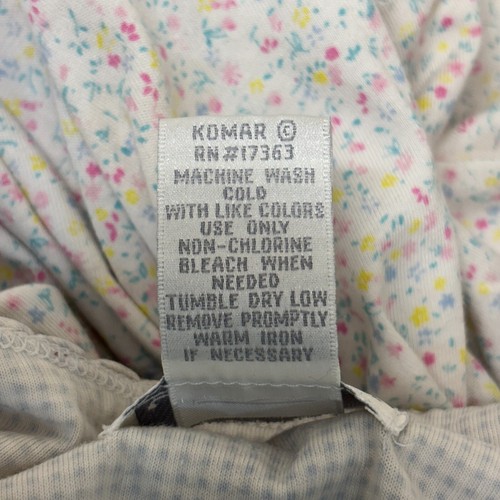 KOMAR ©
RN#17363
MACHINE WASH
COLD
WITH LIKE COLORS
USE ONLY
NON-CHLORINE
BLEACH WHEN
NEEDED
TUMBLE DRY LOW
REMOVE PROMPTLY
WARM IRON
IF NECESSARY